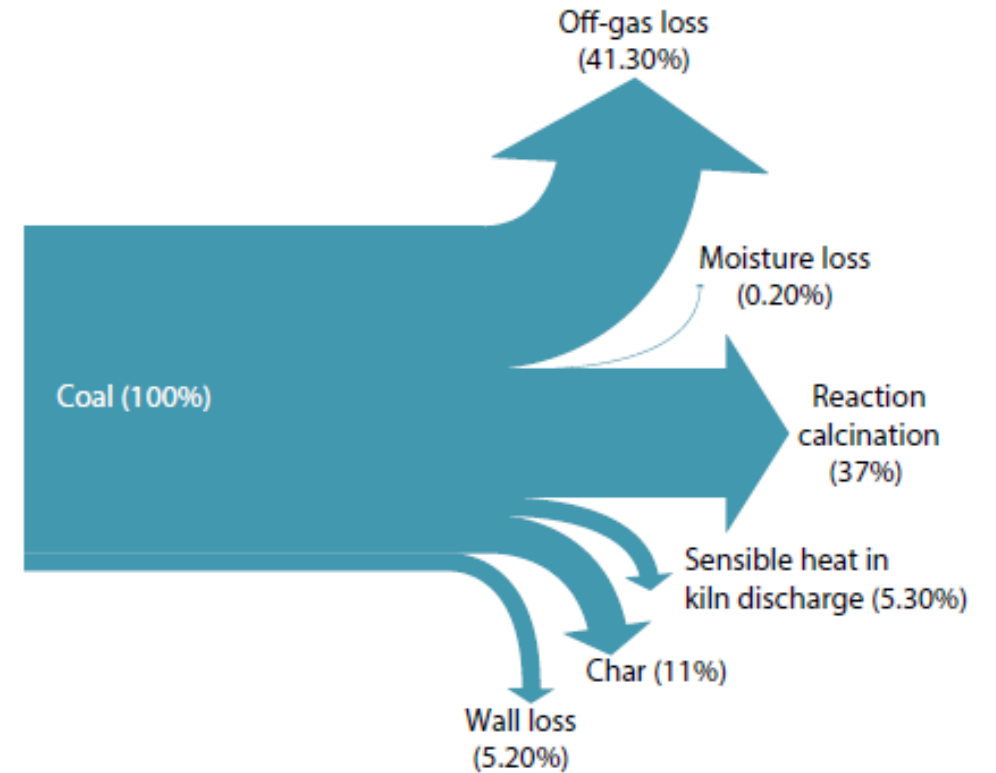 Off-gas loss
(41.30%)
Moisture loss
(0.20%)
Coal (100%)
Reaction
calcination
(37%)
Sensible heat in
kiln discharge (5.30%)
Char (11%)
Wall loss
(5.20%)